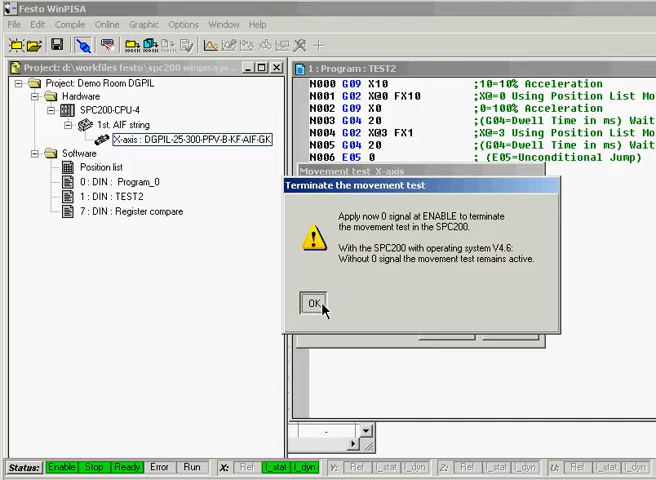 Festo WinPISA
File Edit Compile Online Graphic Options Window Help
Project: d:\workfiles festo\spc200 winpisa pr...
Project: Demo Room DGPIL
Hardware
SPC200-CPU-4
1st. AIF string
X-axis : DGPIL-25-300-PPV-B-KF-AIF-GK
Software
Position list
0 : DIN : Program_0
1 : DIN : TEST2
7 : DIN : Register compare
1 : Program : TEST2
N000 G09 X10 ;10=10% Acceleration
N001 G02 X@0 FX10 ;X@=0 Using Position List Mo
N002 G09 X0 ;0=100% Acceleration
N003 G04 20 ;(G04=Dwell Time in ms) Wait
N004 G02 X@3 FX1 ;X@=3 Using Position List Mo
N005 G04 20 ;(G04=Dwell Time in ms) Wait
N006 E05 0 ; (E05=Unconditional Jump)
Movement test X-axis
Terminate the movement test
Apply now 0 signal at ENABLE to terminate
the movement test in the SPC200.
With the SPC200 with operating system V4.6:
Without 0 signal the movement test remains active.
OK
Status: Enable Stop Ready Error Run X: Ref I_stat I_dyn Y: Ref I_stat I_dyn Z: Ref I_stat I_dyn U: Ref I_stat